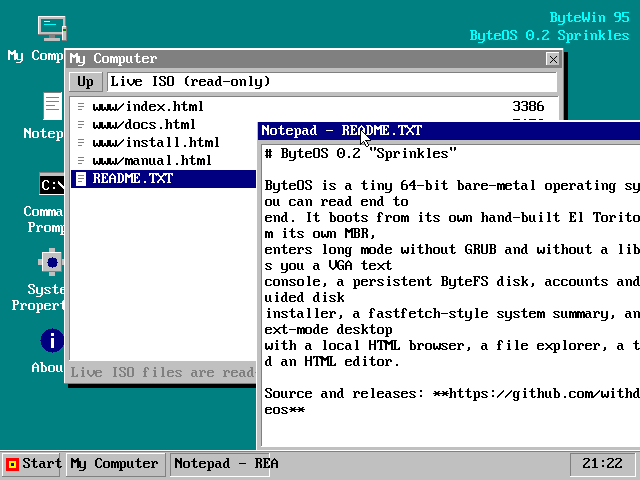 ByteWin 95
ByteOS 0.2 Sprinkles
My Comp
My Computer
Up
Live ISO (read-only)
www/index.html 3386
www/docs.html
www/install.html
www/manual.html
README.TXT
Notep
C:\
Comma
Promp
Syste
Propert
i
Abou
Live ISO files are read
Notepad - README.TXT
# ByteOS 0.2 "Sprinkles"
ByteOS is a tiny 64-bit bare-metal operating sy
ou can read end to
end. It boots from its own hand-built El Torito
m its own MBR,
enters long mode without GRUB and without a lib
s you a VGA text
console, a persistent ByteFS disk, accounts and
uided disk
installer, a fastfetch-style system summary, an
ext-mode desktop
with a local HTML browser, a file explorer, a t
d an HTML editor.
Source and releases: **https://github.com/withd
eos**
Start
My Computer
Notepad - REA
21:22